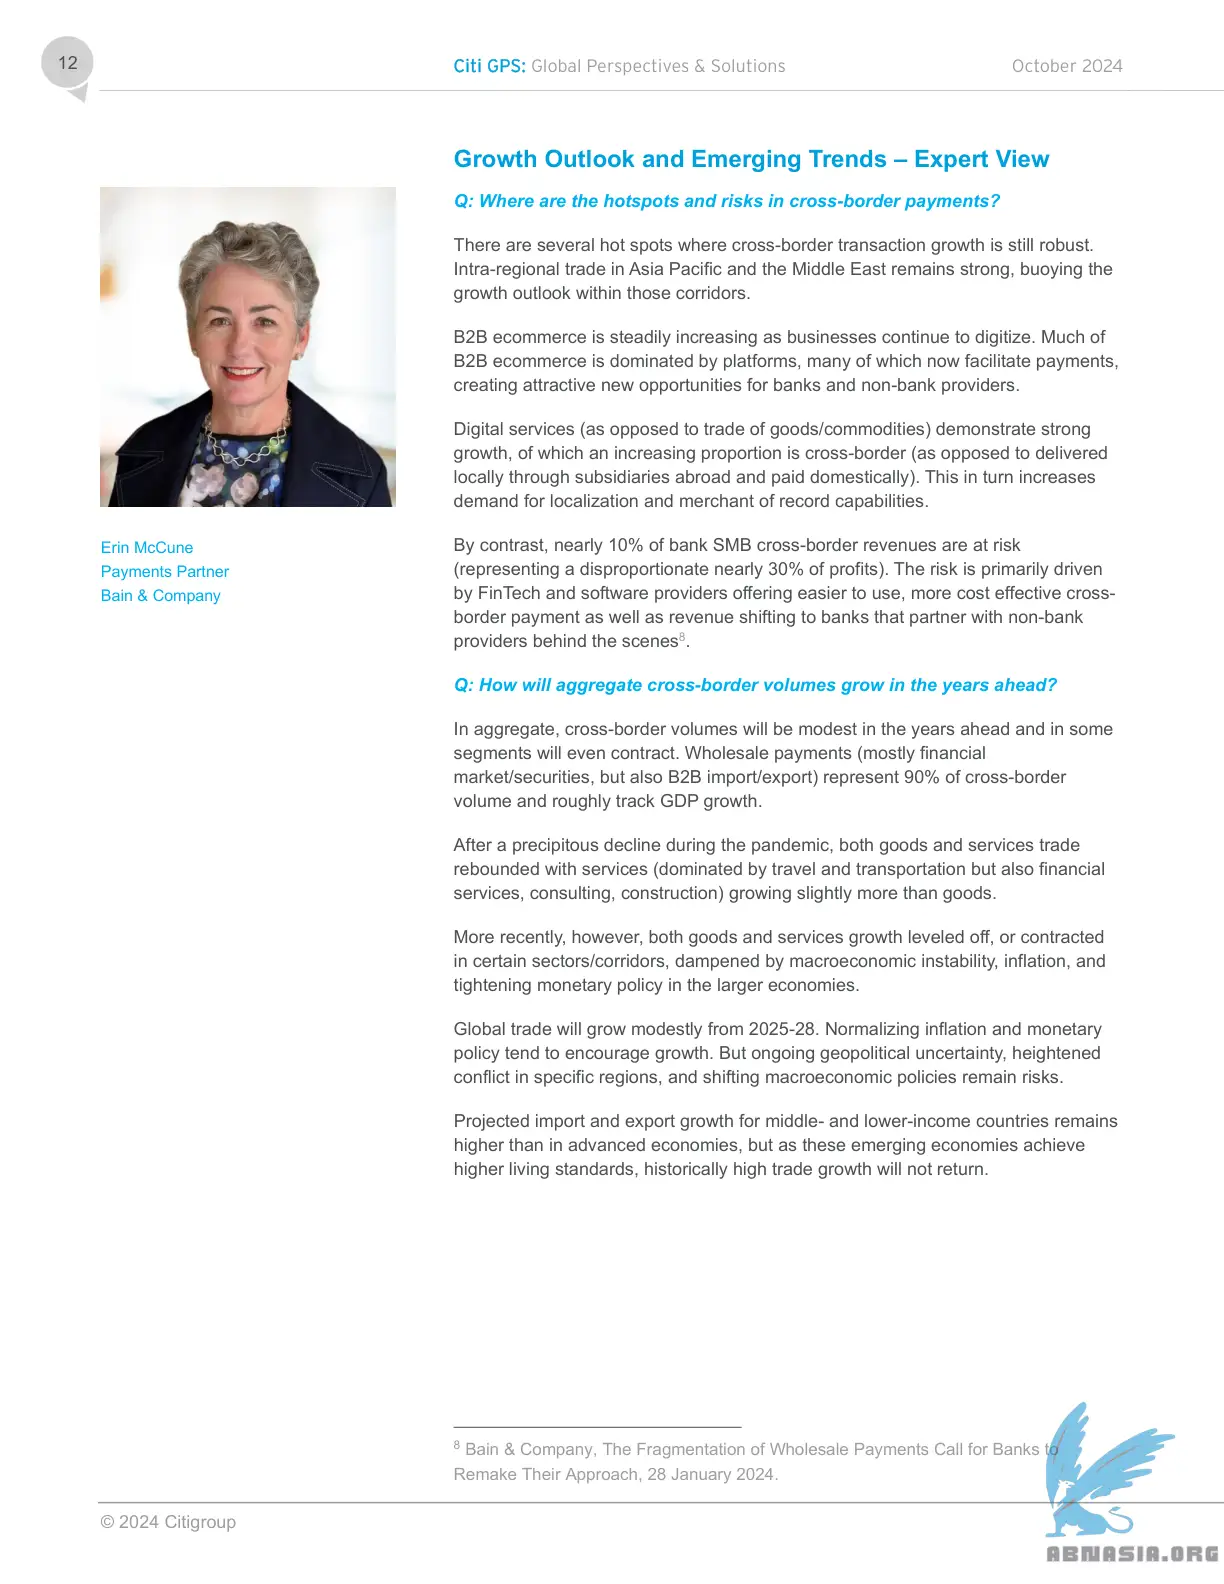 12
Citi GPS: Global Perspectives & Solutions
October 2024
Growth Outlook and Emerging Trends – Expert View
Q: Where are the hotspots and risks in cross-border payments?
There are several hot spots where cross-border transaction growth is still robust.
Intra-regional trade in Asia Pacific and the Middle East remains strong, buoying the
growth outlook within those corridors.
B2B ecommerce is steadily increasing as businesses continue to digitize. Much of
B2B ecommerce is dominated by platforms, many of which now facilitate payments,
creating attractive new opportunities for banks and non-bank providers.
Digital services (as opposed to trade of goods/commodities) demonstrate strong
growth, of which an increasing proportion is cross-border (as opposed to delivered
locally through subsidiaries abroad and paid domestically). This in turn increases
demand for localization and merchant of record capabilities.
Erin McCune
Payments Partner
Bain & Company
By contrast, nearly 10% of bank SMB cross-border revenues are at risk
(representing a disproportionate nearly 30% of profits). The risk is primarily driven
by FinTech and software providers offering easier to use, more cost effective cross-
border payment as well as revenue shifting to banks that partner with non-bank
providers behind the scenes⁸.
Q: How will aggregate cross-border volumes grow in the years ahead?
In aggregate, cross-border volumes will be modest in the years ahead and in some
segments will even contract. Wholesale payments (mostly financial
market/securities, but also B2B import/export) represent 90% of cross-border
volume and roughly track GDP growth.
After a precipitous decline during the pandemic, both goods and services trade
rebounded with services (dominated by travel and transportation but also financial
services, consulting, construction) growing slightly more than goods.
More recently, however, both goods and services growth leveled off, or contracted
in certain sectors/corridors, dampened by macroeconomic instability, inflation, and
tightening monetary policy in the larger economies.
Global trade will grow modestly from 2025-28. Normalizing inflation and monetary
policy tend to encourage growth. But ongoing geopolitical uncertainty, heightened
conflict in specific regions, and shifting macroeconomic policies remain risks.
Projected import and export growth for middle- and lower-income countries remains
higher than in advanced economies, but as these emerging economies achieve
higher living standards, historically high trade growth will not return.
⁸ Bain & Company, The Fragmentation of Wholesale Payments Call for Banks to
Remake Their Approach, 28 January 2024.
© 2024 Citigroup
ABNASIA.ORG